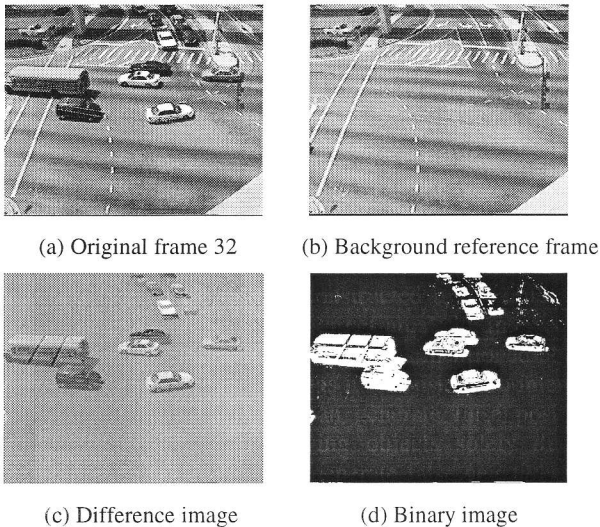 (a) Original frame 32
(b) Background reference frame
(c) Difference image
(d) Binary image